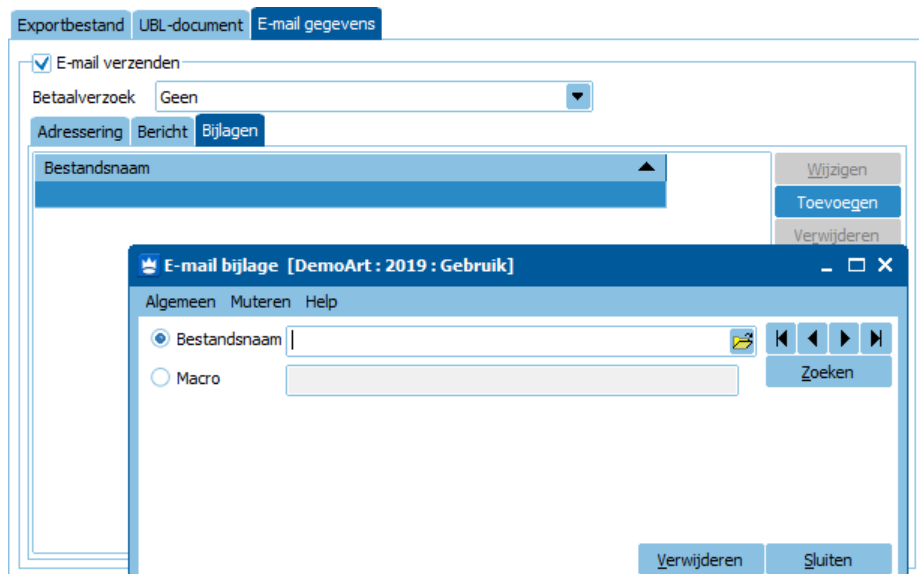 Exportbestand UBL-document E-mail gegevens
E-mail verzenden
Betaalverzoek Geen
Adressering Bericht Bijlagen
Bestandsnaam
Wijzigen
Toevoegen
Verwijderen
E-mail bijlage [DemoArt : 2019 : Gebruik]
Algemeen Muteren Help
Bestandsnaam
Macro
Zoeken
Verwijderen Sluiten